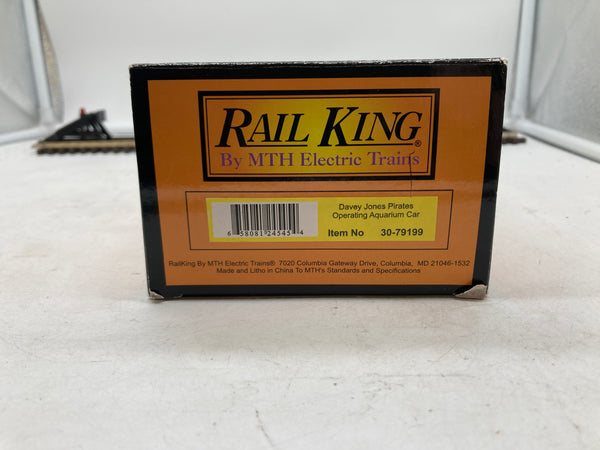 RAIL KING®
By MTH Electric Trains
Davey Jones Pirates
Operating Aquarium Car
6 58081 24545 4
Item No 30-79199
RailKing By MTH Electric Trains® 7020 Columbia Gateway Drive, Columbia, MD 21046-1532
Made and Litho in China To MTH's Standards and Specifications